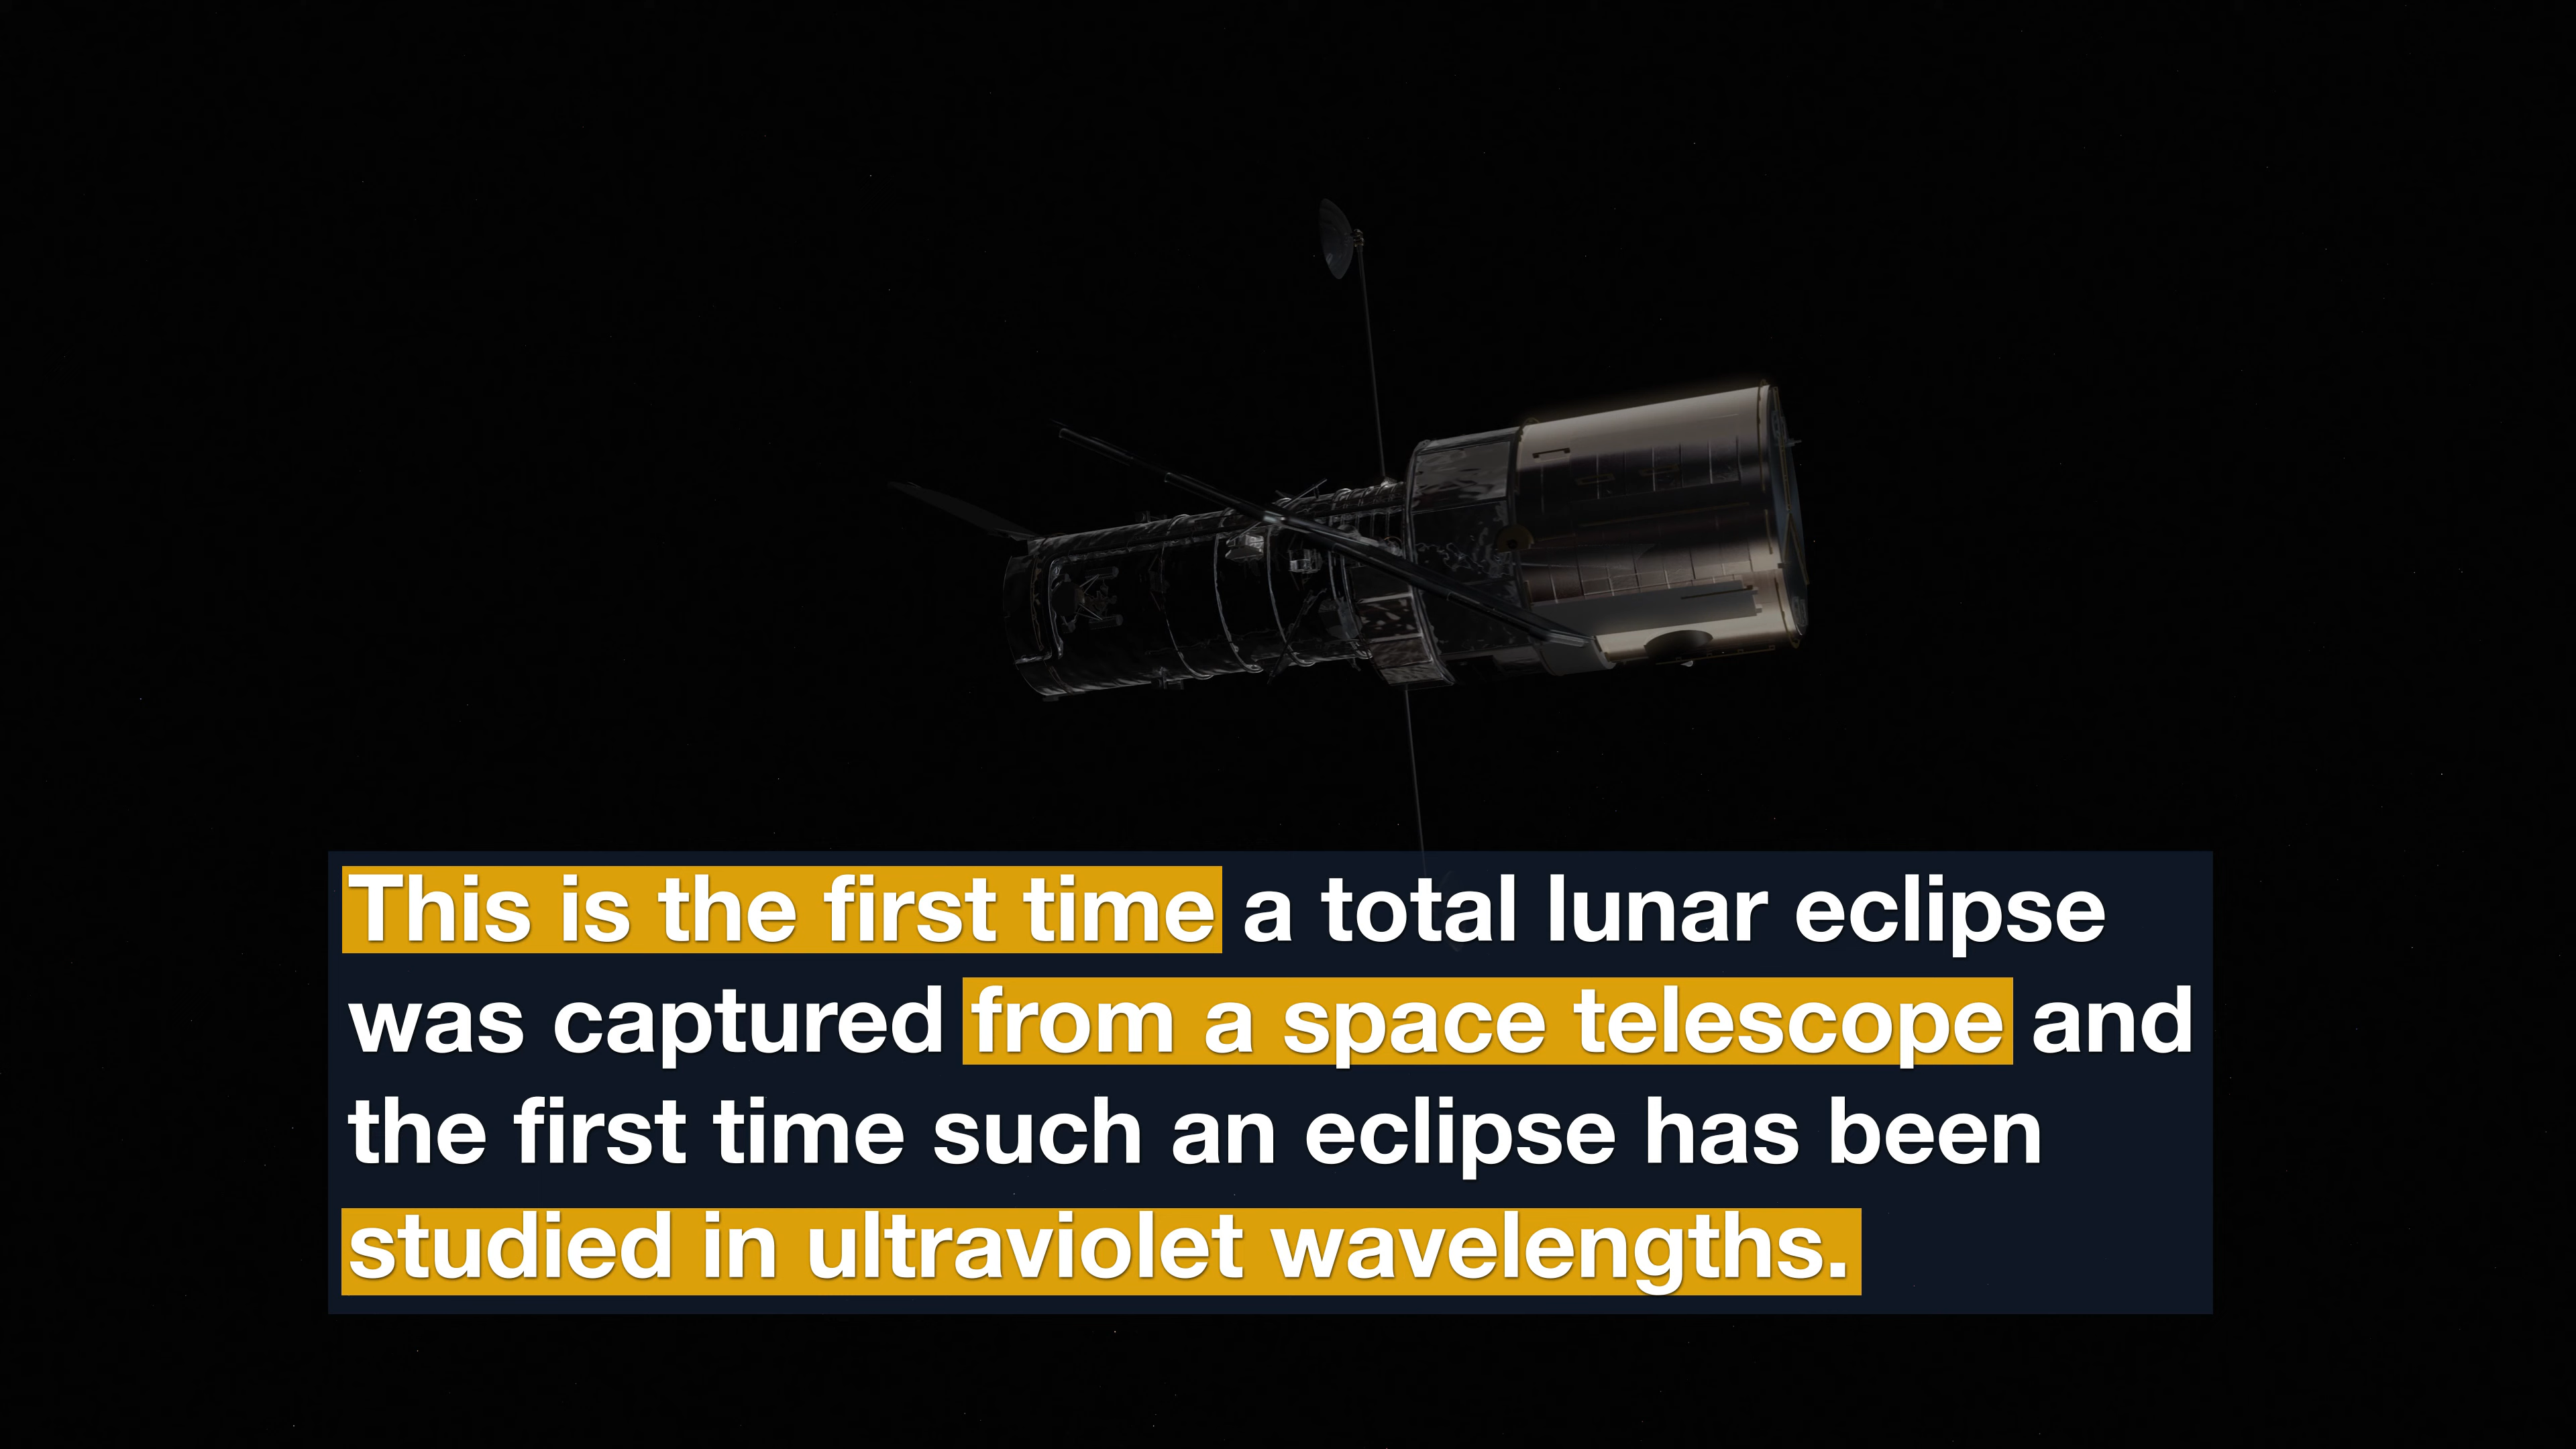 This is the first time a total lunar eclipse
was captured from a space telescope and
the first time such an eclipse has been
studied in ultraviolet wavelengths.